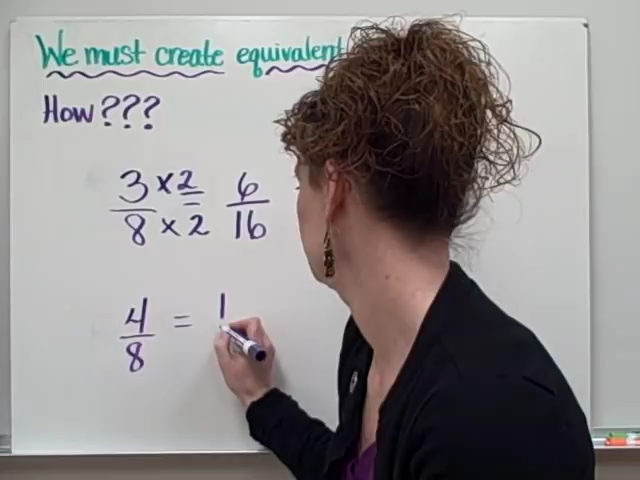 We must create equivalent
How???
3 × 2 = 6
8 × 2 16
4 = 1
8